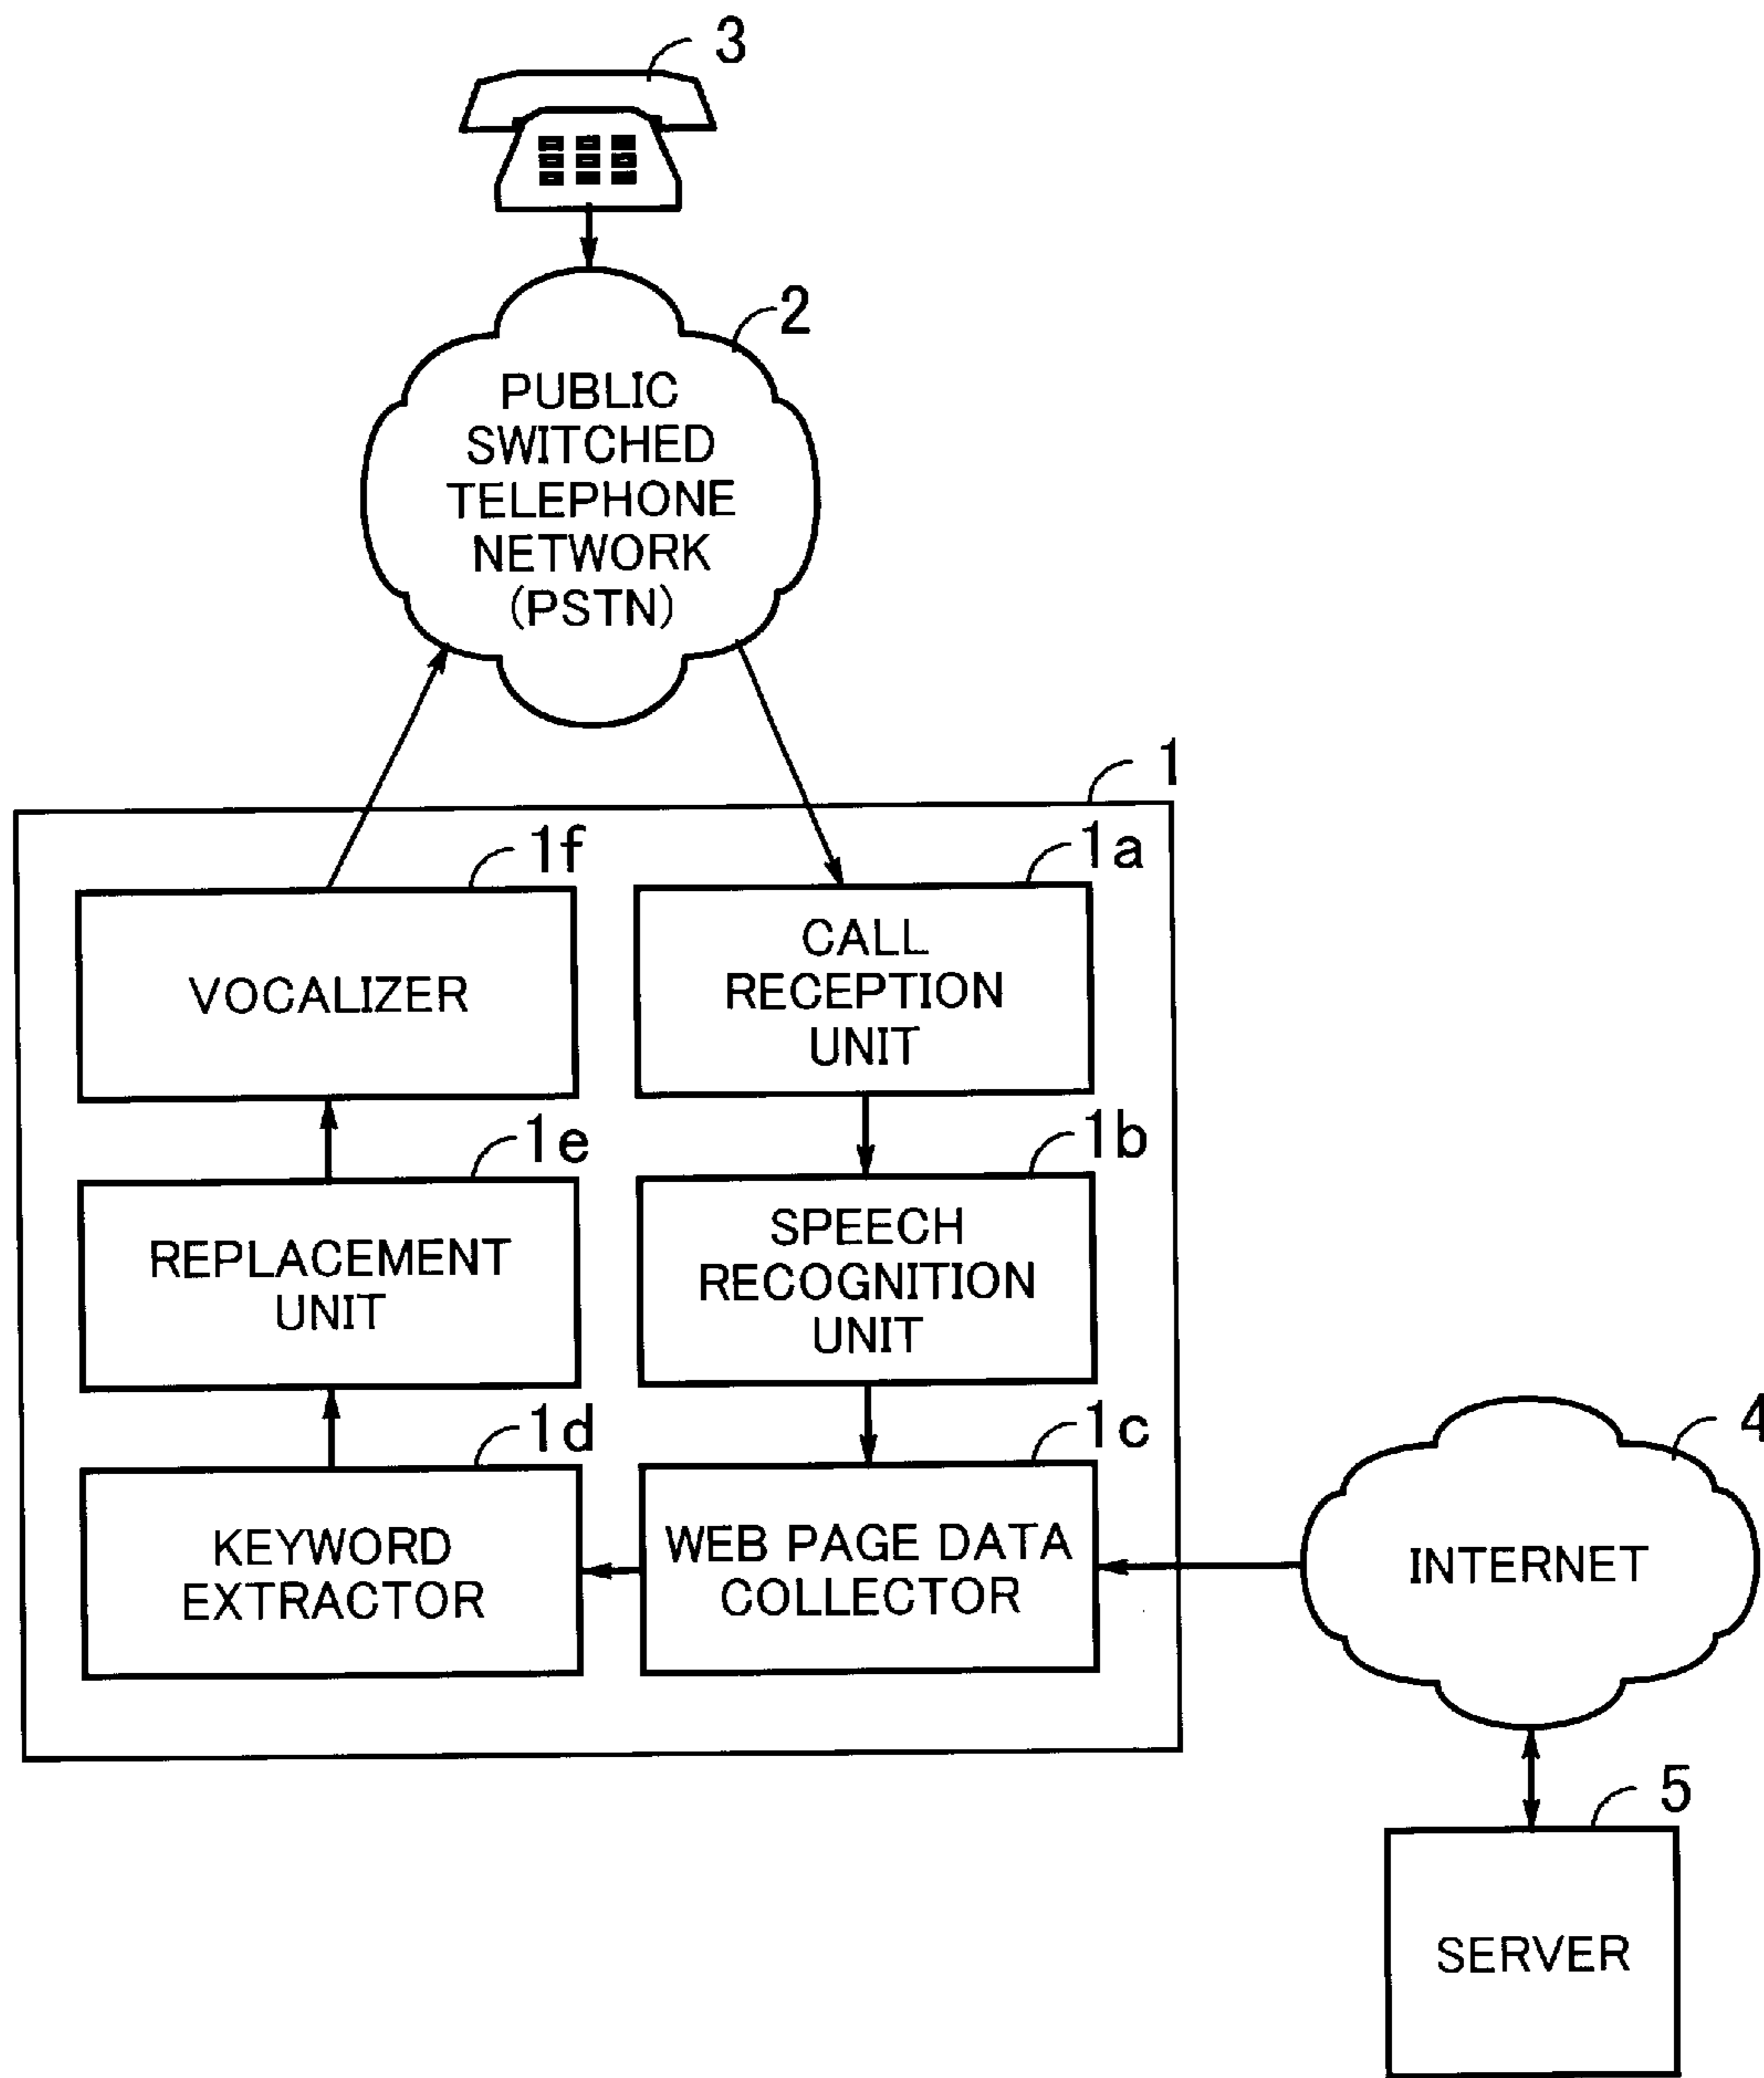 3
2
PUBLIC
SWITCHED
TELEPHONE
NETWORK
(PSTN)
1
1f
1a
VOCALIZER
CALL
RECEPTION
UNIT
1e
1b
REPLACEMENT
UNIT
SPEECH
RECOGNITION
UNIT
1d
1c
4
KEYWORD
EXTRACTOR
WEB PAGE DATA
COLLECTOR
INTERNET
5
SERVER